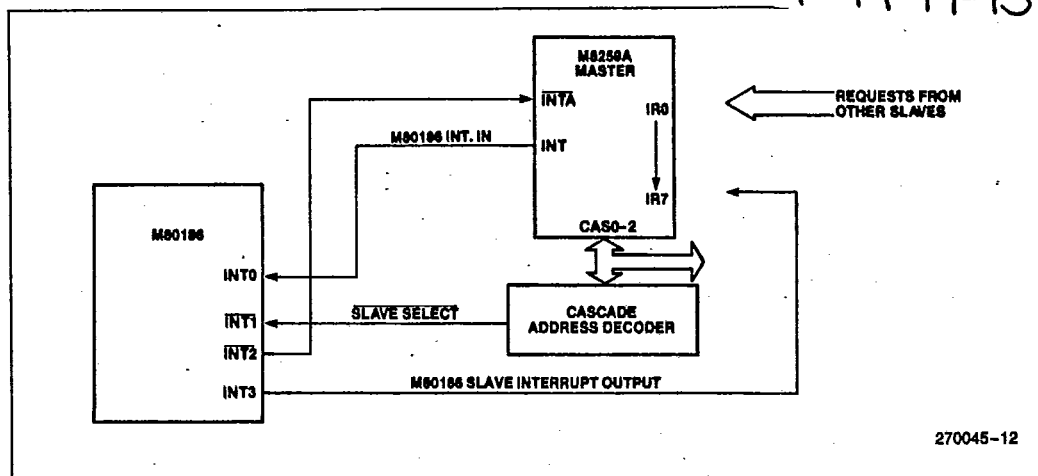 M8259A
MASTER
INTA
IR0
REQUESTS FROM
OTHER SLAVES
M80186 INT. IN
INT
IR7
M80186
CAS0-2
INT0
SLAVE SELECT
CASCADE
ADDRESS DECODER
INT1
INT2
M80186 SLAVE INTERRUPT OUTPUT
INT3
270045-12